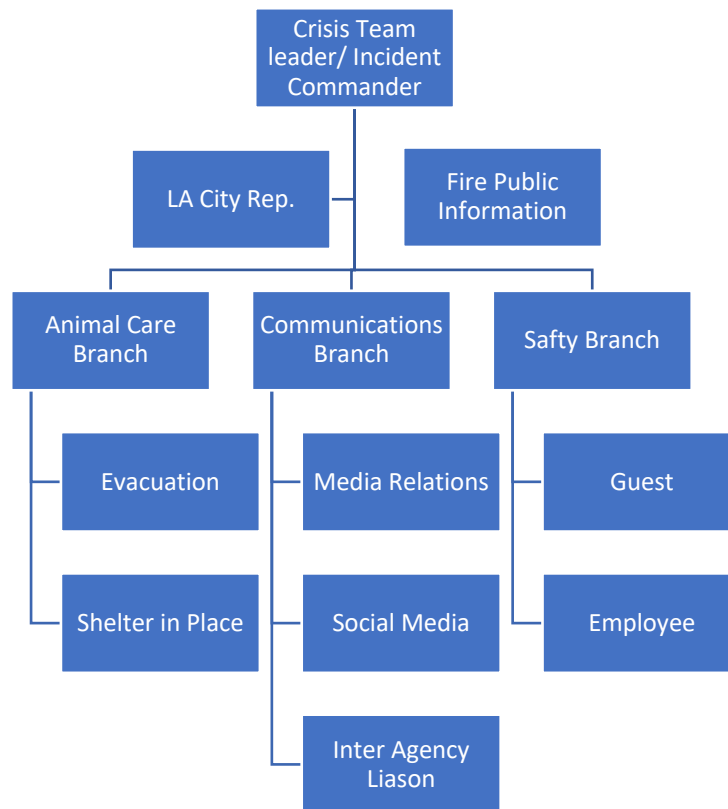 Crisis Team
leader/ Incident
Commander
LA City Rep.
Fire Public
Information
Animal Care
Branch
Communications
Branch
Safty Branch
Evacuation
Media Relations
Guest
Shelter in Place
Social Media
Employee
Inter Agency
Liason